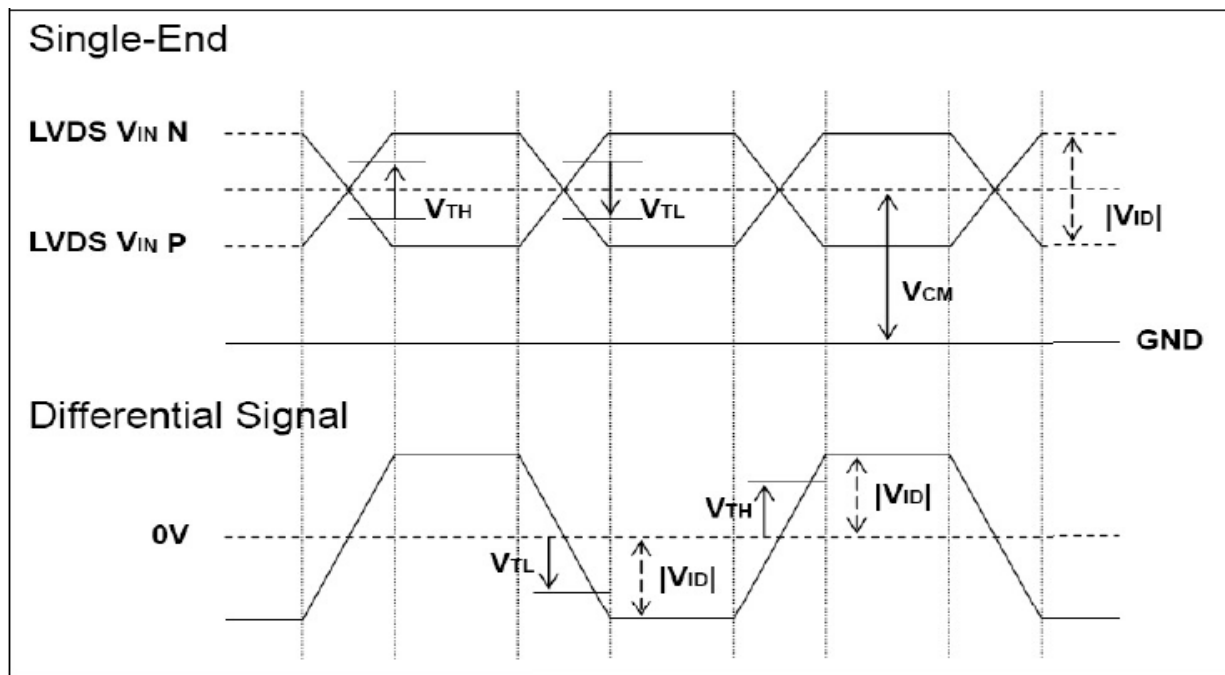 Single-End
LVDS VIN N
VTH
VTL
|VID|
LVDS VIN P
VCM
GND
Differential Signal
VTH
|VID|
0V
VTL
|VID|